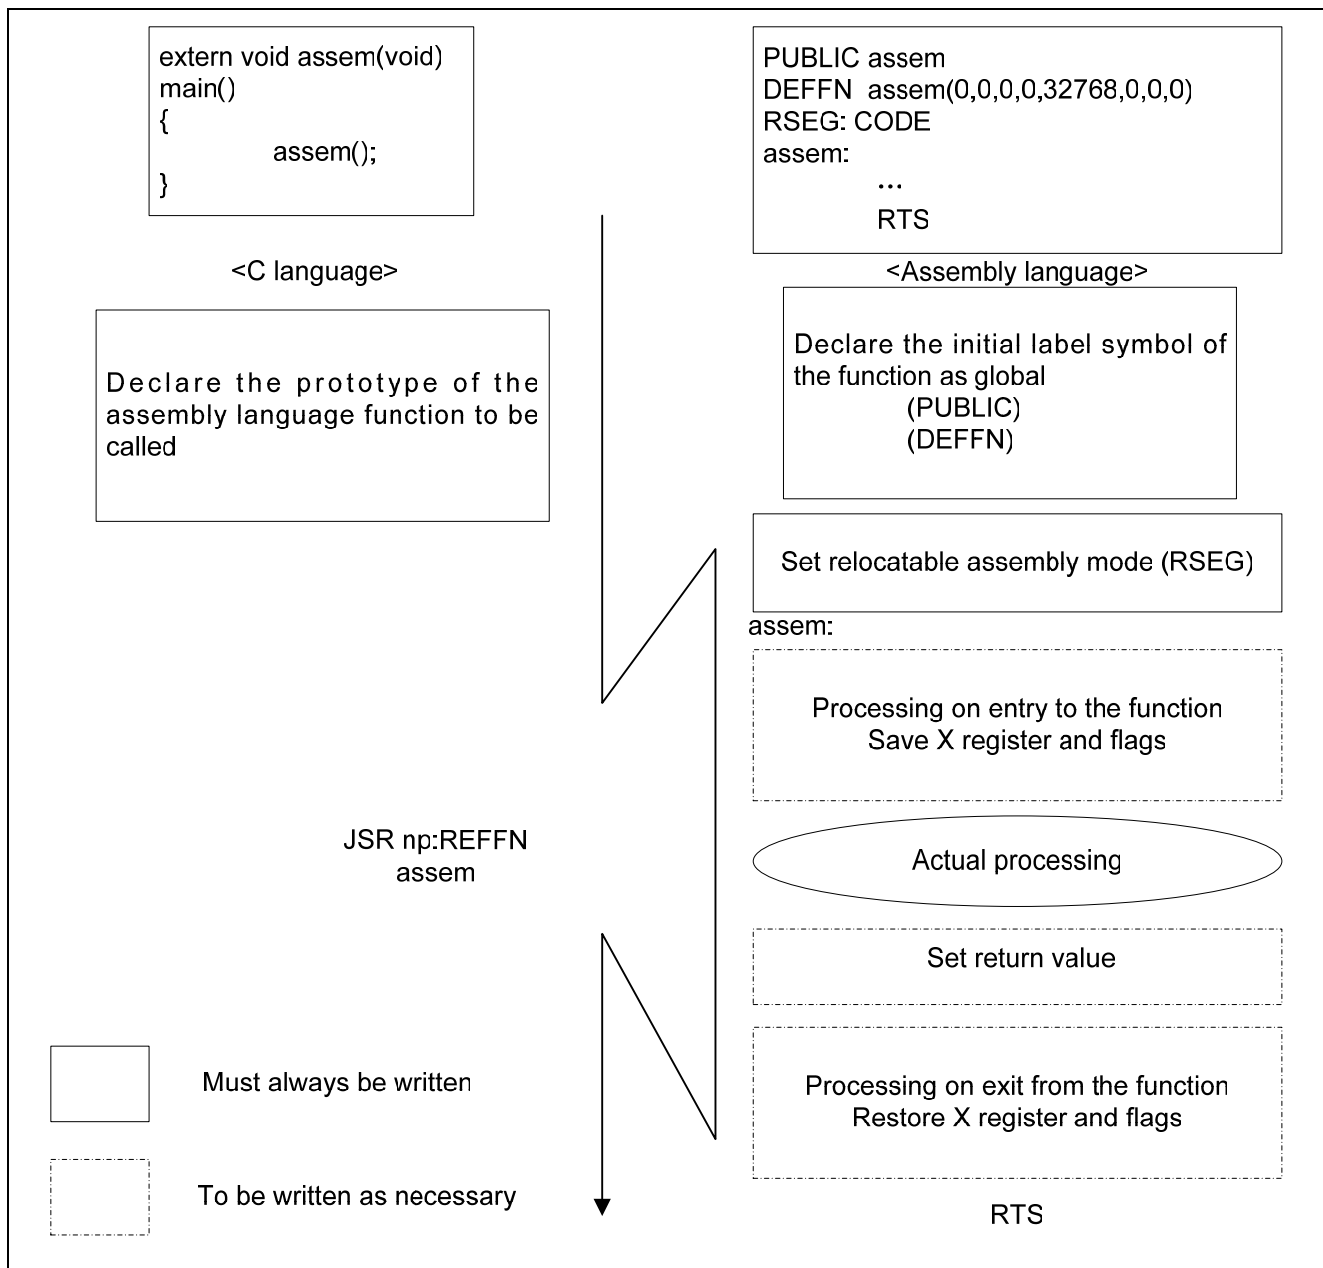 extern void assem(void)
main()
{
assem();
}
<C language>
Declare the prototype of the
assembly language function to be
called
JSR np:REFFN
assem
Must always be written
To be written as necessary
PUBLIC assem
DEFFN assem(0,0,0,0,32768,0,0,0)
RSEG: CODE
assem:
...
RTS
<Assembly language>
Declare the initial label symbol of
the function as global
(PUBLIC)
(DEFFN)
Set relocatable assembly mode (RSEG)
assem:
Processing on entry to the function
Save X register and flags
Actual processing
Set return value
Processing on exit from the function
Restore X register and flags
RTS